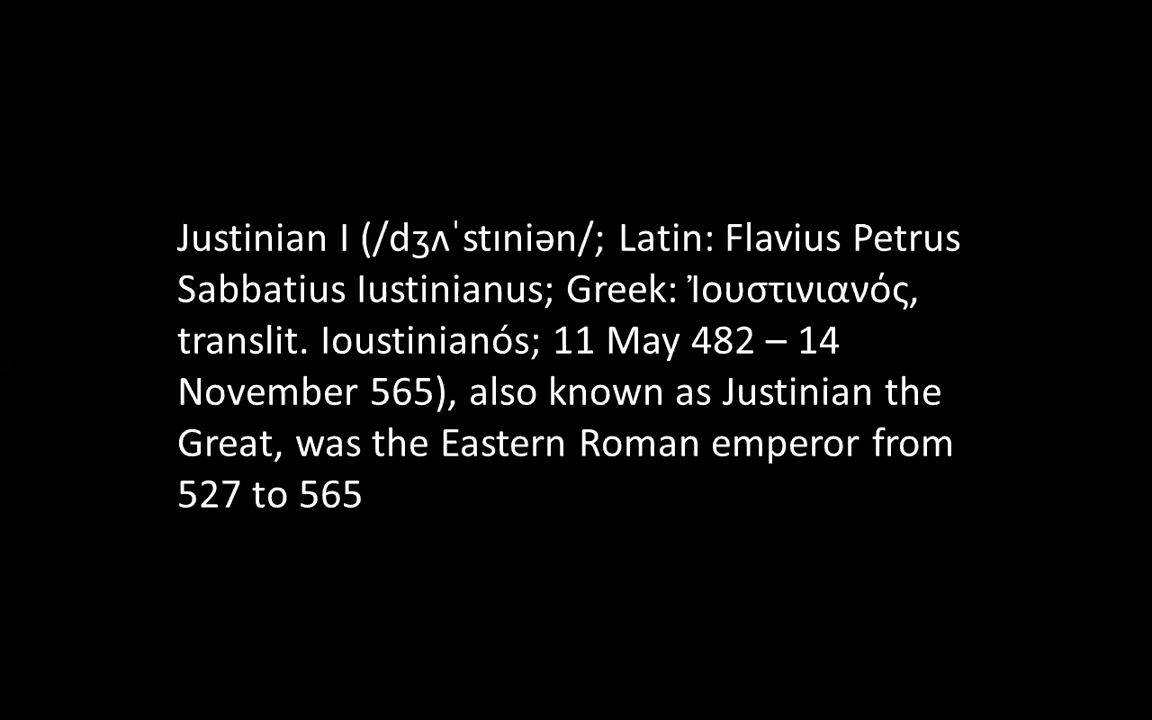 Justinian I (/dʒʌˈstɪniən/; Latin: Flavius Petrus
Sabbatius Iustinianus; Greek: Ἰουστινιανός,
translit. Ioustinianós; 11 May 482 – 14
November 565), also known as Justinian the
Great, was the Eastern Roman emperor from
527 to 565